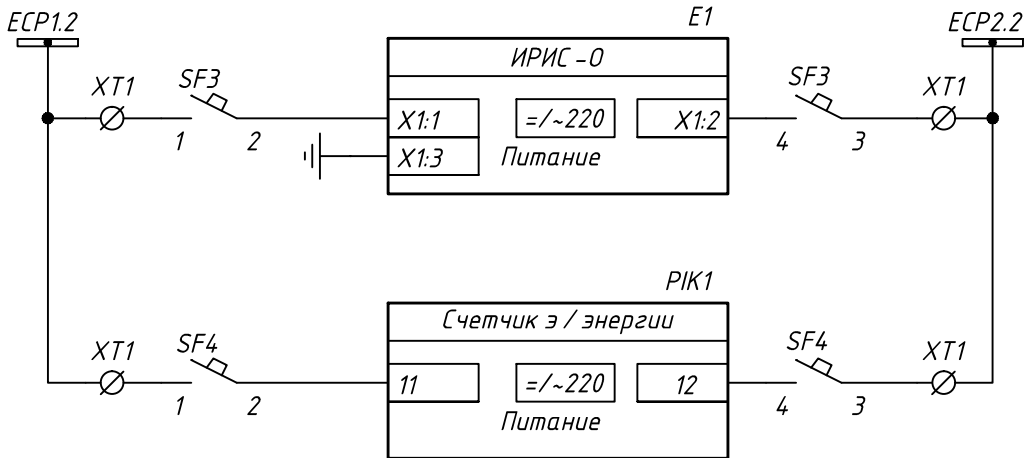 ECP1.2
E1
ECP2.2
ИРИС -О
XT1
SF3
SF3
XT1
X1:1
=/~220
X1:2
1
2
4
3
X1:3
Питание
PIK1
Счетчик э / энергии
XT1
SF4
SF4
XT1
11
=/~220
12
1
2
4
3
Питание